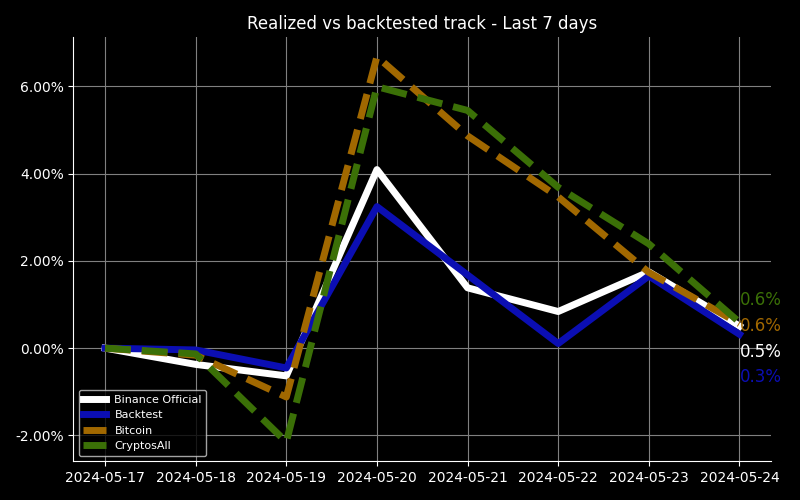 Realized vs backtested track - Last 7 days
6.00%
4.00%
2.00%
0.00%
-2.00%
0.6%
0.6%
0.5%
0.3%
Binance Official
Backtest
Bitcoin
CryptosAll
2024-05-17 2024-05-18 2024-05-19 2024-05-20 2024-05-21 2024-05-22 2024-05-23 2024-05-24